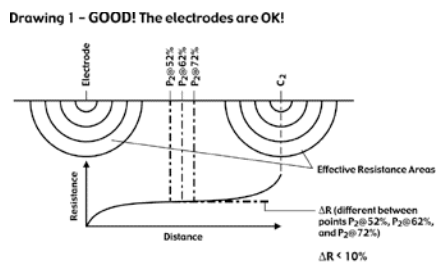 Drawing 1 – GOOD! The electrodes are OK!
Electrode
P2@52%
P2@62%
P2@72%
C2
Effective Resistance Areas
Resistance
Distance
ΔR (different between
points P2@52%, P2@62%,
and P2@72%)
ΔR < 10%